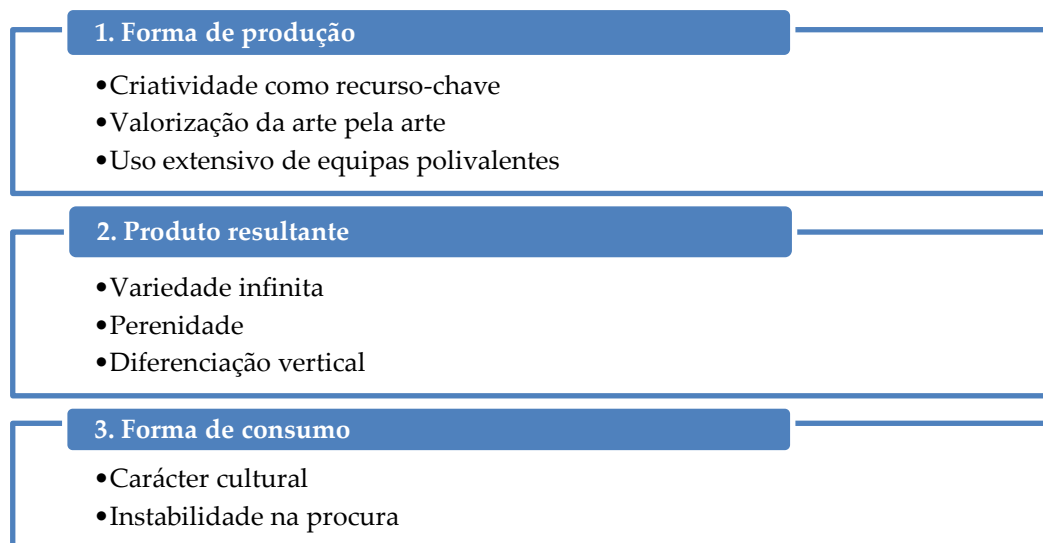 1. Forma de produção
•Criatividade como recurso-chave
•Valorização da arte pela arte
•Uso extensivo de equipas polivalentes
2. Produto resultante
•Variedade infinita
•Perenidade
•Diferenciação vertical
3. Forma de consumo
•Carácter cultural
•Instabilidade na procura